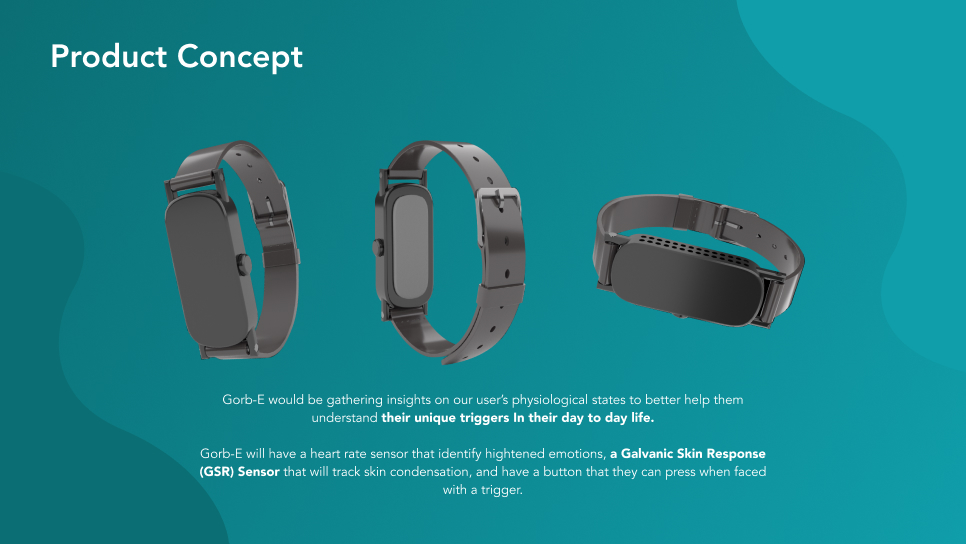 Product Concept
Gorb-E would be gathering insights on our user's physiological states to better help them
understand their unique triggers In their day to day life.
Gorb-E will have a heart rate sensor that identify hightened emotions, a Galvanic Skin Response
(GSR) Sensor that will track skin condensation, and have a button that they can press when faced
with a trigger.